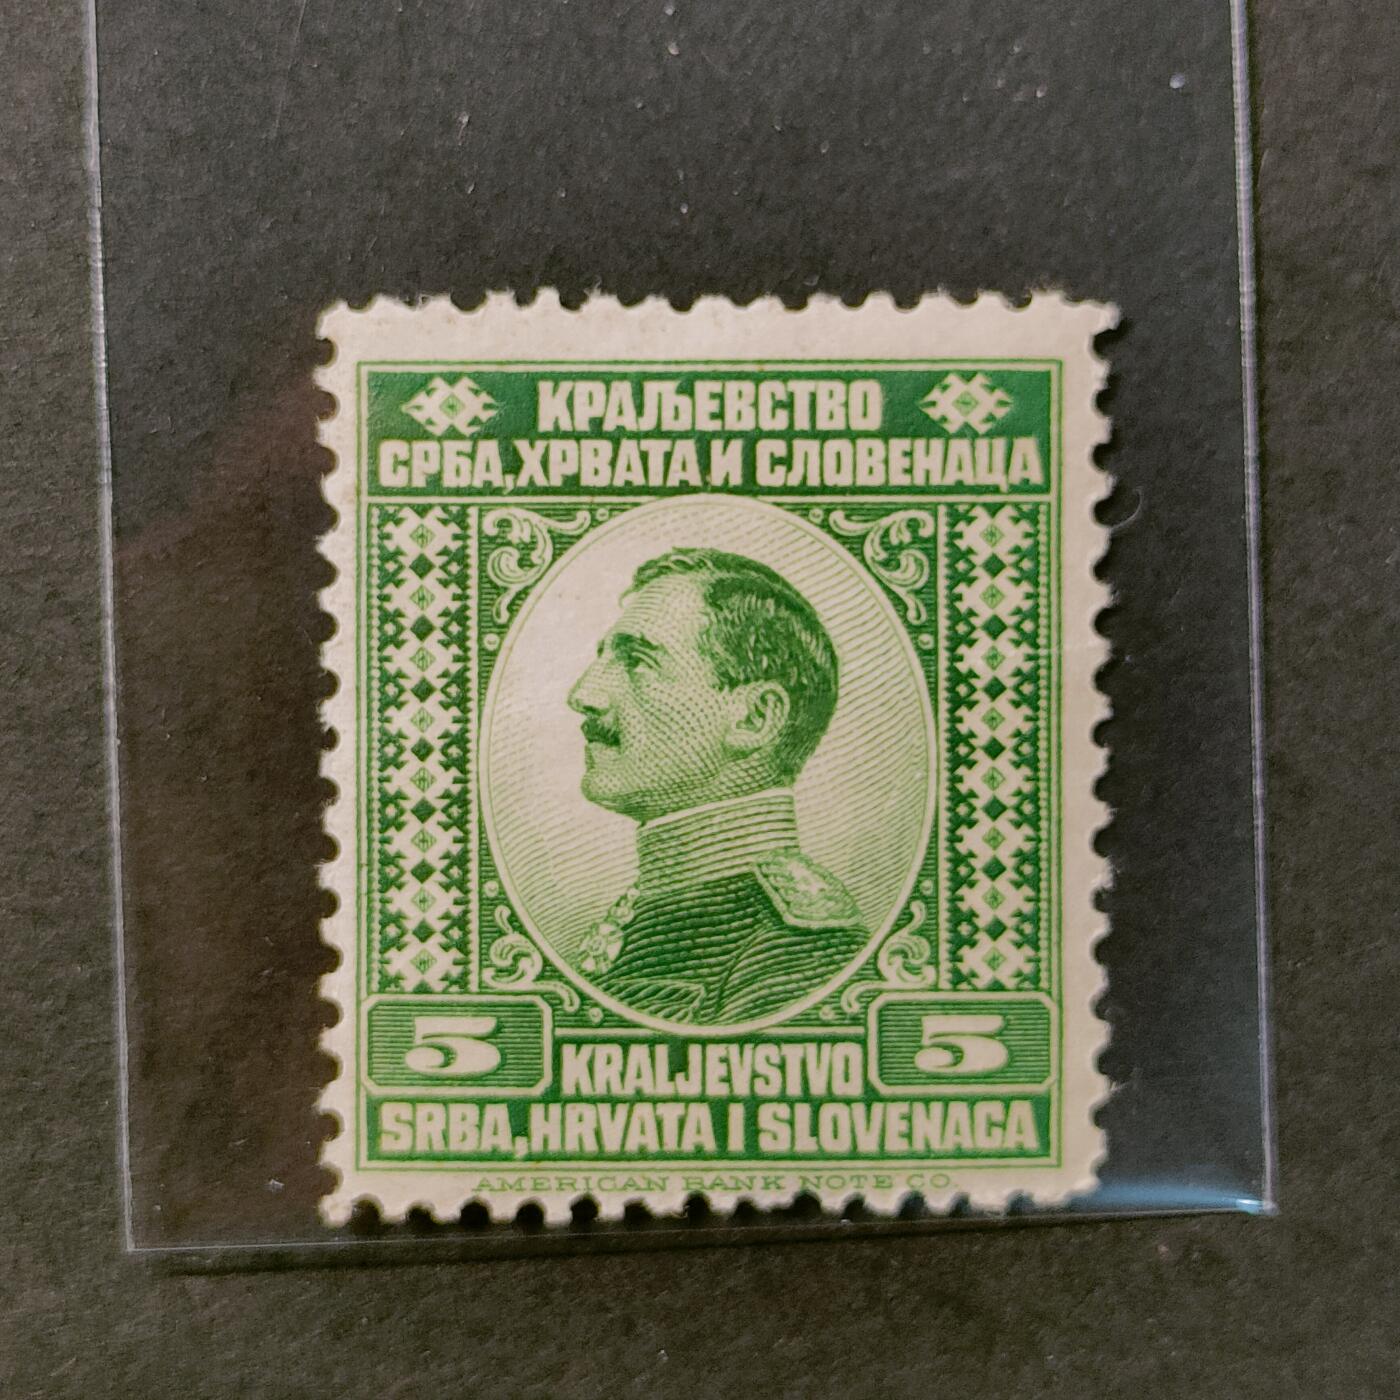 КРАЉЕВСТВО
СРБА, ХРВАТА И СЛОВЕНАЦА
5 5
KRALJEVSTVO
SRBA, HRVATA I SLOVENACA
AMERICAN BANK NOTE CO.